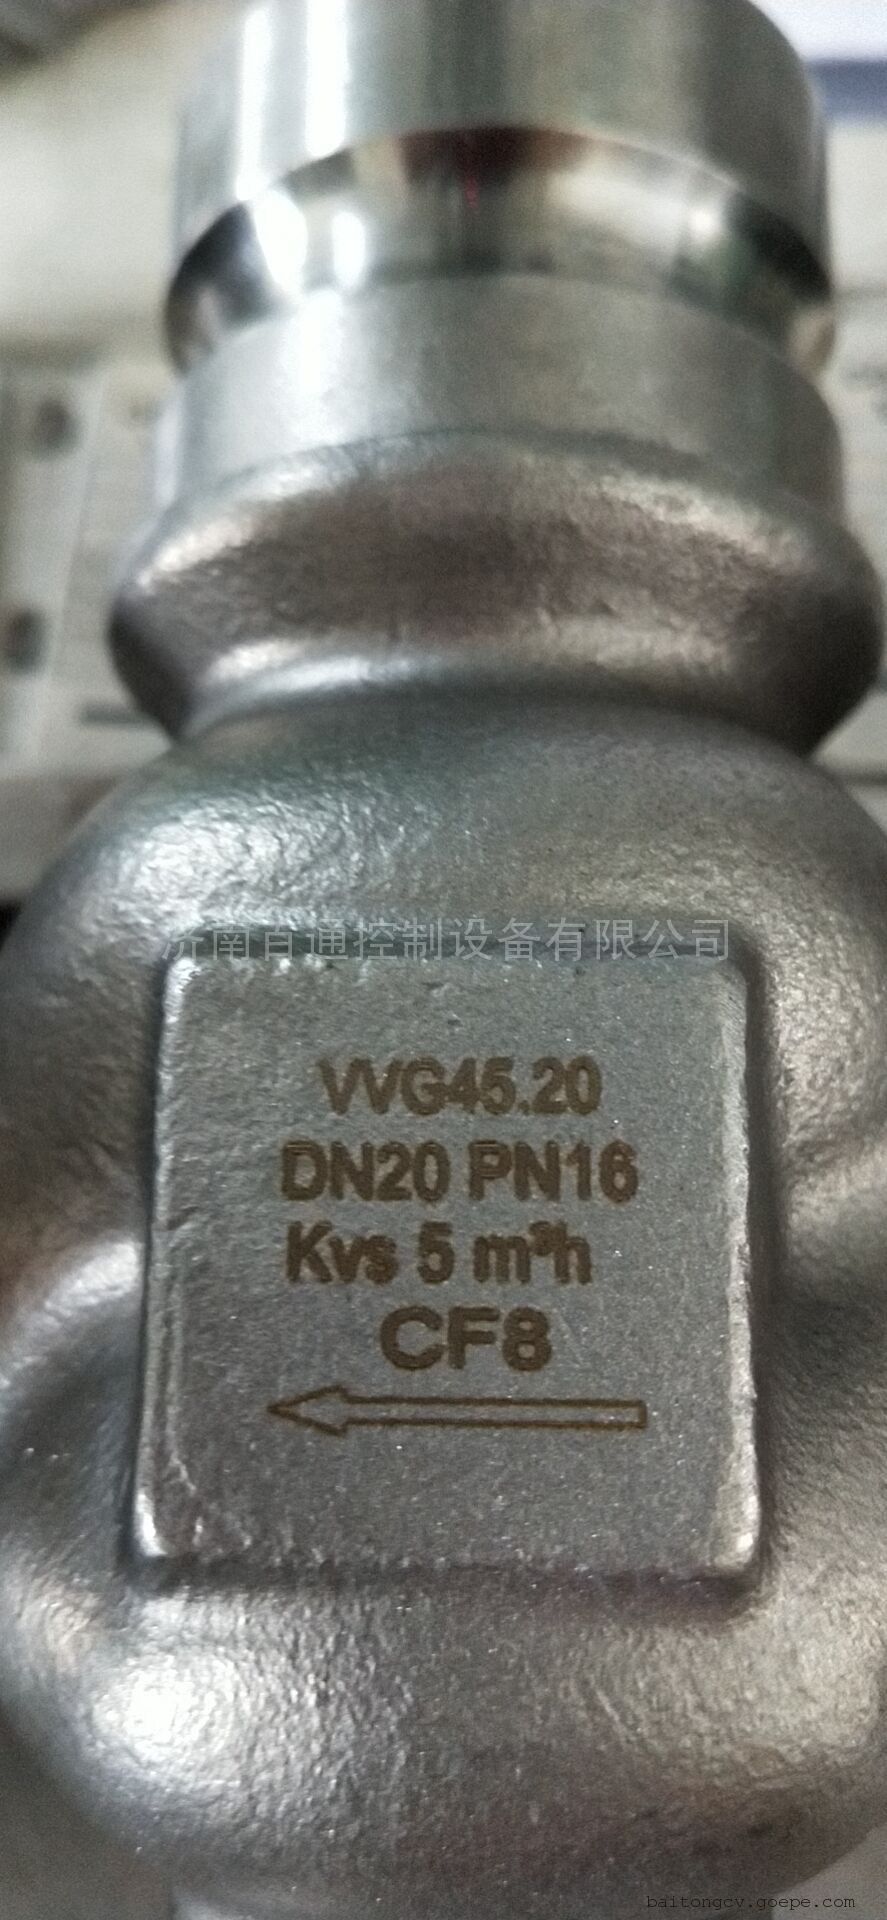 济南百通控制设备有限公司
VVG45.20
DN20 PN16
Kvs 5 m³h
CF8
baitongcv.goepe.com